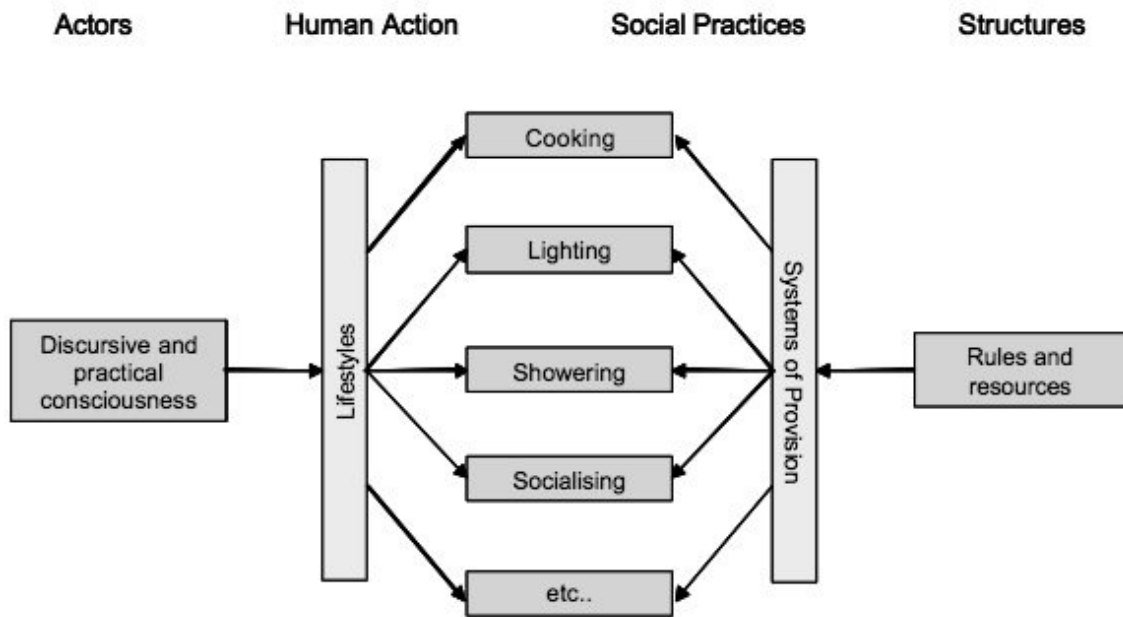 Actors
Human Action
Social Practices
Structures
Cooking
Lighting
Discursive and
practical
consciousness
Lifestyles
Showering
Systems of Provision
Rules and
resources
Socialising
etc..